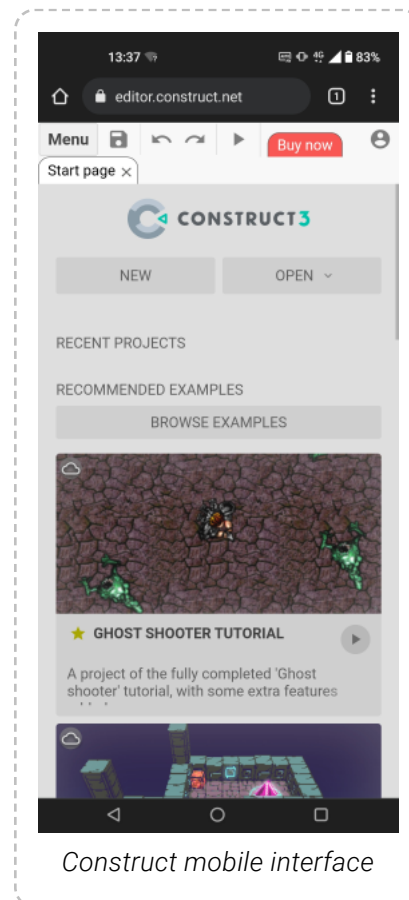 13:37 4G 83%
editor.construct.net 1
Menu Buy now
Start page ×
CONSTRUCT3
NEW OPEN
RECENT PROJECTS
RECOMMENDED EXAMPLES
BROWSE EXAMPLES
GHOST SHOOTER TUTORIAL
A project of the fully completed 'Ghost
shooter' tutorial, with some extra features
Construct mobile interface